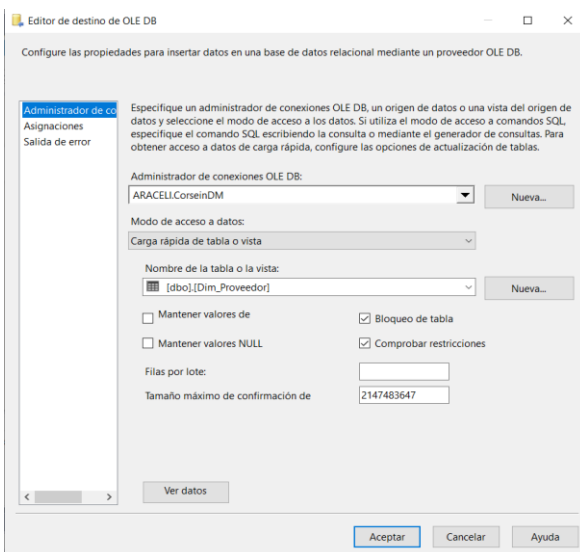 Editor de destino de OLE DB
Configure las propiedades para insertar datos en una base de datos relacional mediante un proveedor OLE DB.
Administrador de co
Asignaciones
Salida de error
Especifique un administrador de conexiones OLE DB, un origen de datos o una vista del origen de
datos y seleccione el modo de acceso a los datos. Si utiliza el modo de acceso a comandos SQL,
especifique el comando SQL escribiendo la consulta o mediante el generador de consultas. Para
obtener acceso a datos de carga rápida, configure las opciones de actualización de tablas.
Administrador de conexiones OLE DB:
ARACELI.CorseinDM
Nueva...
Modo de acceso a datos:
Carga rápida de tabla o vista
Nombre de la tabla o la vista:
[dbo].[Dim_Proveedor]
Nueva...
Mantener valores de
Bloqueo de tabla
Mantener valores NULL
Comprobar restricciones
Filas por lote:
Tamaño máximo de confirmación de
2147483647
Ver datos
Aceptar
Cancelar
Ayuda